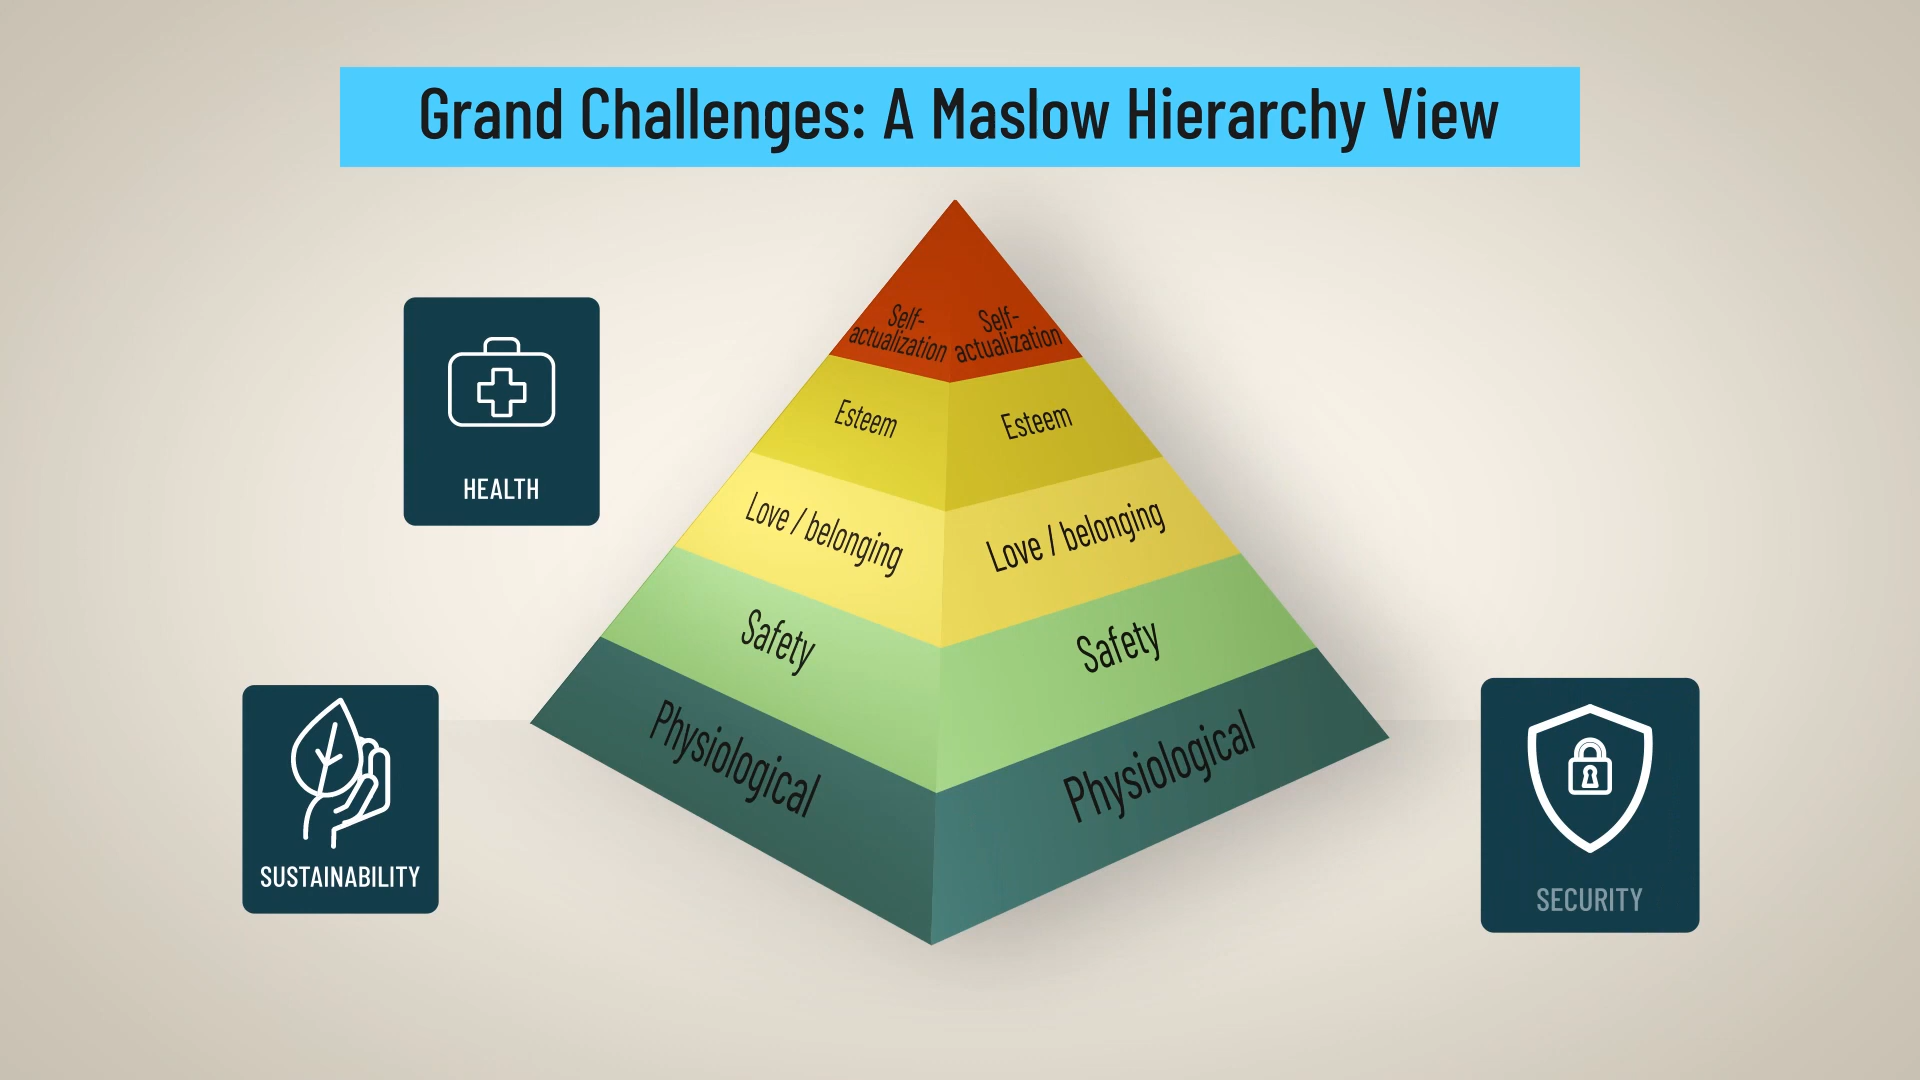 Grand Challenges: A Maslow Hierarchy View
Self-
actualization
Self-
actualization
Esteem
Esteem
Love / belonging
Love / belonging
Safety
Safety
Physiological
Physiological
HEALTH
SUSTAINABILITY
SECURITY